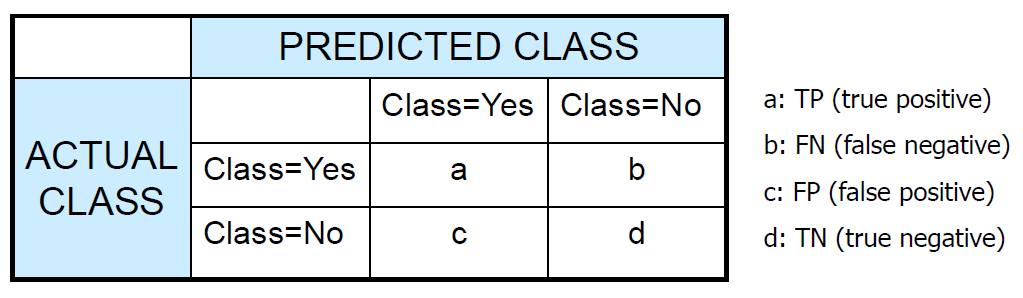 PREDICTED CLASS
Class=Yes Class=No
ACTUAL CLASS
Class=Yes a b
Class=No c d
a: TP (true positive)
b: FN (false negative)
c: FP (false positive)
d: TN (true negative)